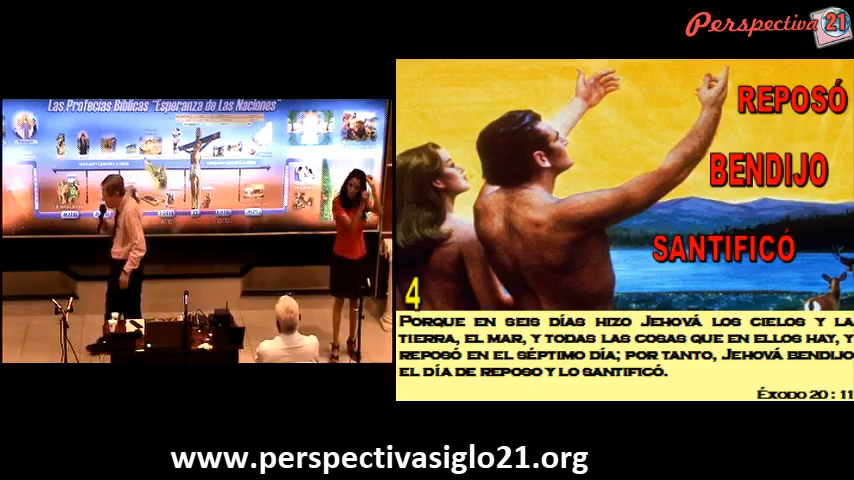 Perspectiva 21
Las Profecías Bíblicas "Esperanza de Las Naciones"
REPOSÓ
BENDIJO
SANTIFICÓ
4
PORQUE EN SEIS DÍAS HIZO JEHOVÁ LOS CIELOS Y LA
TIERRA, EL MAR, Y TODAS LAS COSAS QUE EN ELLOS HAY, Y
REPOSÓ EN EL SÉPTIMO DÍA; POR TANTO, JEHOVÁ BENDIJO
EL DÍA DE REPOSO Y LO SANTIFICÓ.
ÉXODO 20 : 11
www.perspectivasiglo21.org